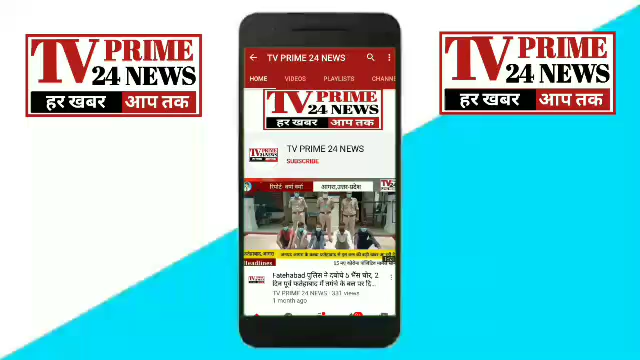 TV PRIME
24 NEWS
हर खबर आप तक
TV PRIME
24 NEWS
हर खबर आप तक
TV PRIME 24 NEWS
HOME VIDEOS PLAYLISTS CHANN
TV PRIME
24 NEWS
हर खबर आप तक
TV PRIME 24 NEWS
SUBSCRIBE
रिपोर्ट- वर्षा वर्मा आगरा,उत्तर-प्रदेश
Headlines
Fatehabad पुलिस ने दबोचे 5 भैंस चोर, 2
दिन पूर्व फतेहाबाद में तमंचे के बल पर दि...
TV PRIME 24 NEWS · 331 views
1 month ago